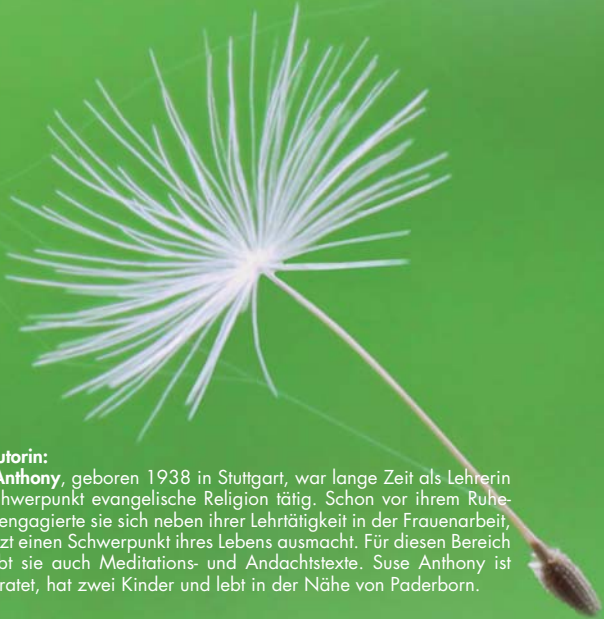 utorin:
Anthony, geboren 1938 in Stuttgart, war lange Zeit als Lehrerin
hwerpunkt evangelische Religion tätig. Schon vor ihrem Ruhe-
engagierte sie sich neben ihrer Lehrtätigkeit in der Frauenarbeit,
zt einen Schwerpunkt ihres Lebens ausmacht. Für diesen Bereich
bt sie auch Meditations- und Andachtstexte. Suse Anthony ist
ratet, hat zwei Kinder und lebt in der Nähe von Paderborn.